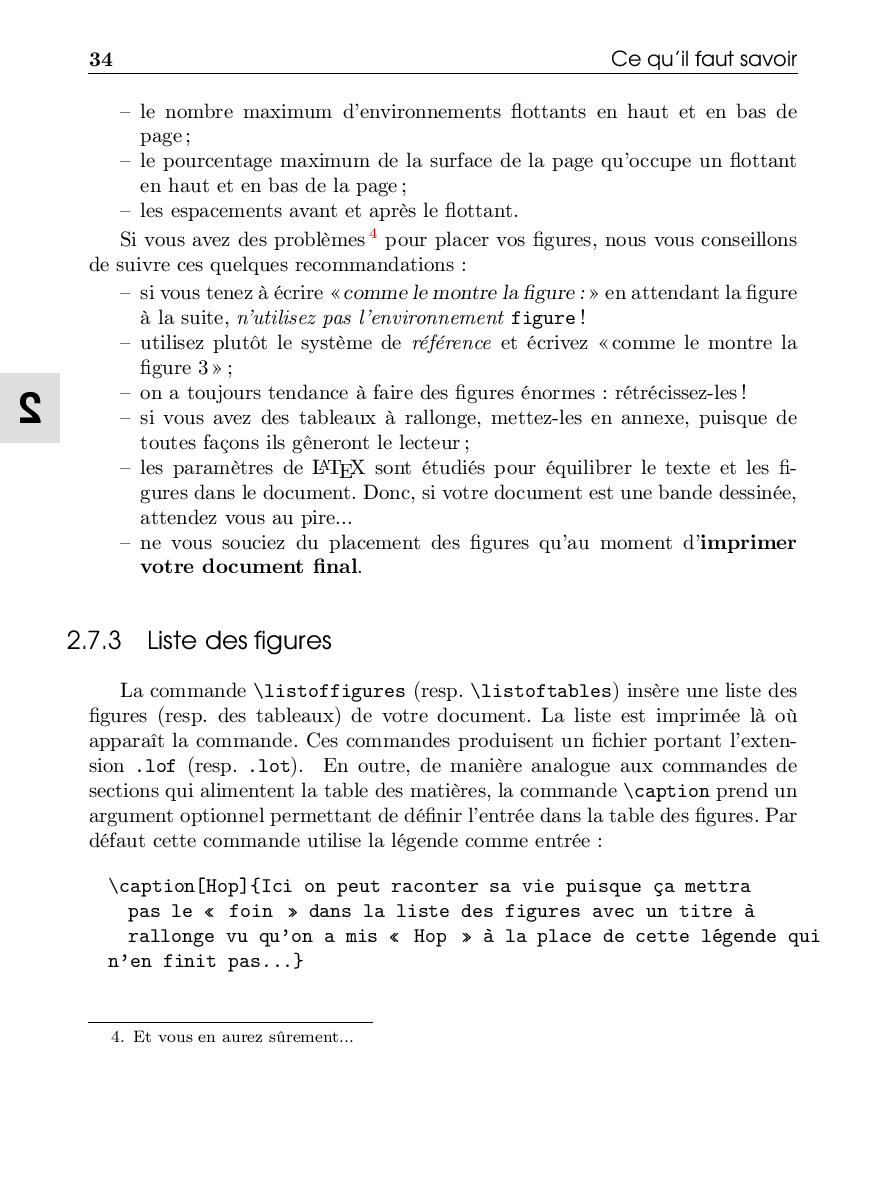 34 Ce qu'il faut savoir
– le nombre maximum d'environnements flottants en haut et en bas de
page ;
– le pourcentage maximum de la surface de la page qu'occupe un flottant
en haut et en bas de la page ;
– les espacements avant et après le flottant.
Si vous avez des problèmes 4 pour placer vos figures, nous vous conseillons
de suivre ces quelques recommandations :
– si vous tenez à écrire « comme le montre la figure : » en attendant la figure
à la suite, n'utilisez pas l'environnement figure !
– utilisez plutôt le système de référence et écrivez « comme le montre la
figure 3 » ;
– on a toujours tendance à faire des figures énormes : rétrécissez-les !
2
– si vous avez des tableaux à rallonge, mettez-les en annexe, puisque de
toutes façons ils gêneront le lecteur ;
– les paramètres de LATEX sont étudiés pour équilibrer le texte et les fi-
gures dans le document. Donc, si votre document est une bande dessinée,
attendez vous au pire...
– ne vous souciez du placement des figures qu'au moment d'imprimer
votre document final.
2.7.3 Liste des figures
La commande \listoffigures (resp. \listoftables) insère une liste des
figures (resp. des tableaux) de votre document. La liste est imprimée là où
apparaît la commande. Ces commandes produisent un fichier portant l'exten-
sion .lof (resp. .lot). En outre, de manière analogue aux commandes de
sections qui alimentent la table des matières, la commande \caption prend un
argument optionnel permettant de définir l'entrée dans la table des figures. Par
défaut cette commande utilise la légende comme entrée :
\caption[Hop]{Ici on peut raconter sa vie puisque ça mettra
pas le « foin » dans la liste des figures avec un titre à
rallonge vu qu'on a mis « Hop » à la place de cette légende qui
n'en finit pas...}
4. Et vous en aurez sûrement...